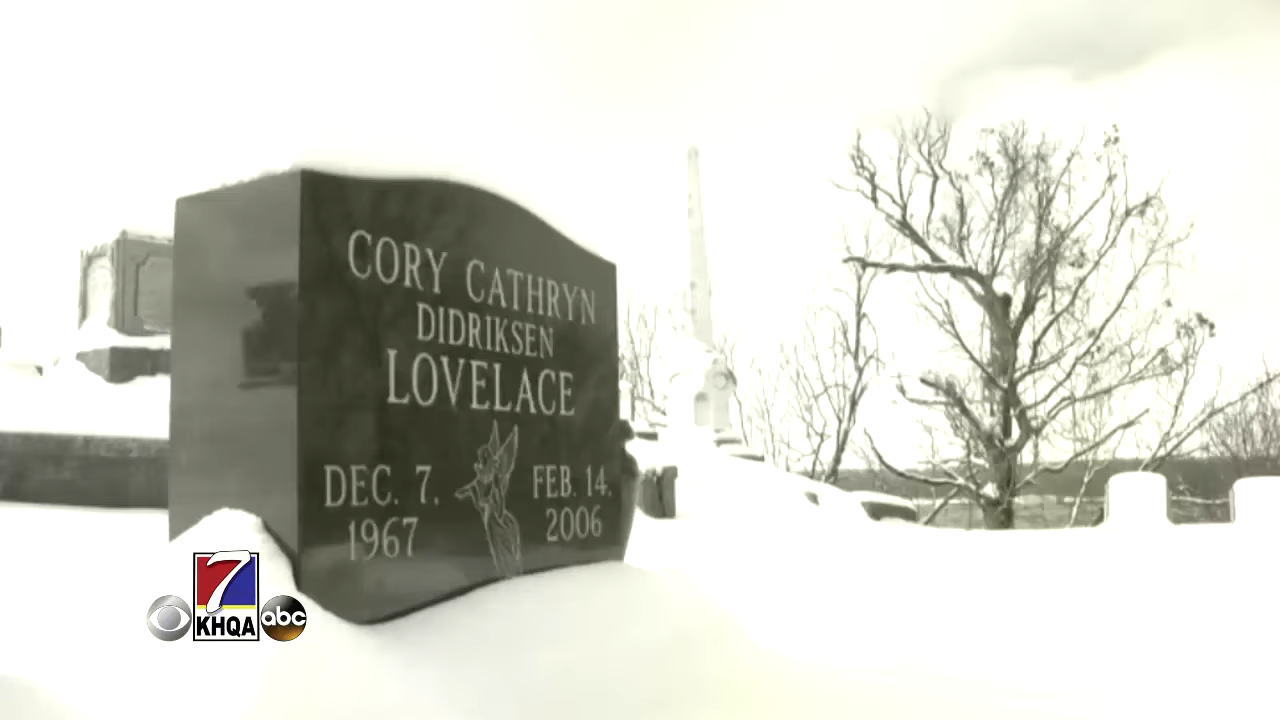 CORY CATHRYN
DIDRIKSEN
LOVELACE
DEC. 7,
1967
FEB. 14.
2006
7
KHQA
abc